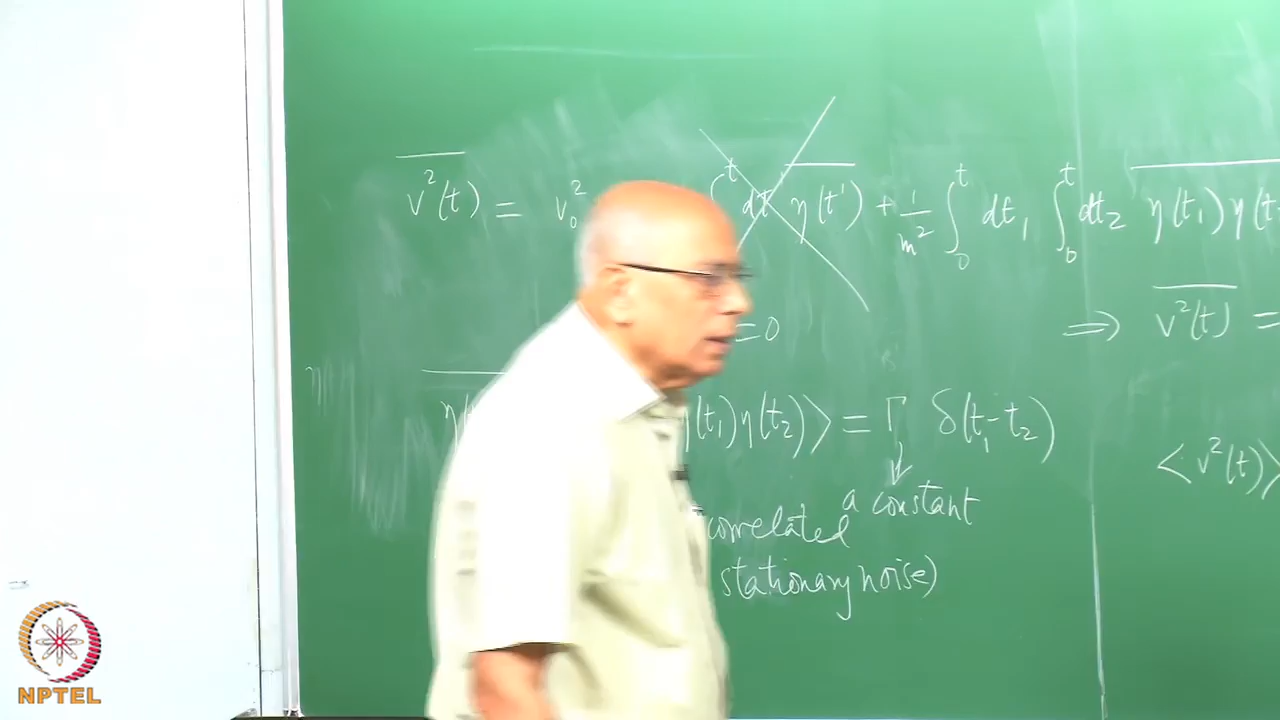 v²(t) = v₀² ∫₀ᵗ dt' η(t') + 1/m² ∫₀ᵗ dt₁ ∫₀ᵗ dt₂ η(t₁)η(t
= 0 ⇒ v²(t) =
η(t₁)η(t₂)⟩ = Γ δ(t₁-t₂)
⟨v²(t)⟩
a constant
correlated
stationary noise)
NPTEL